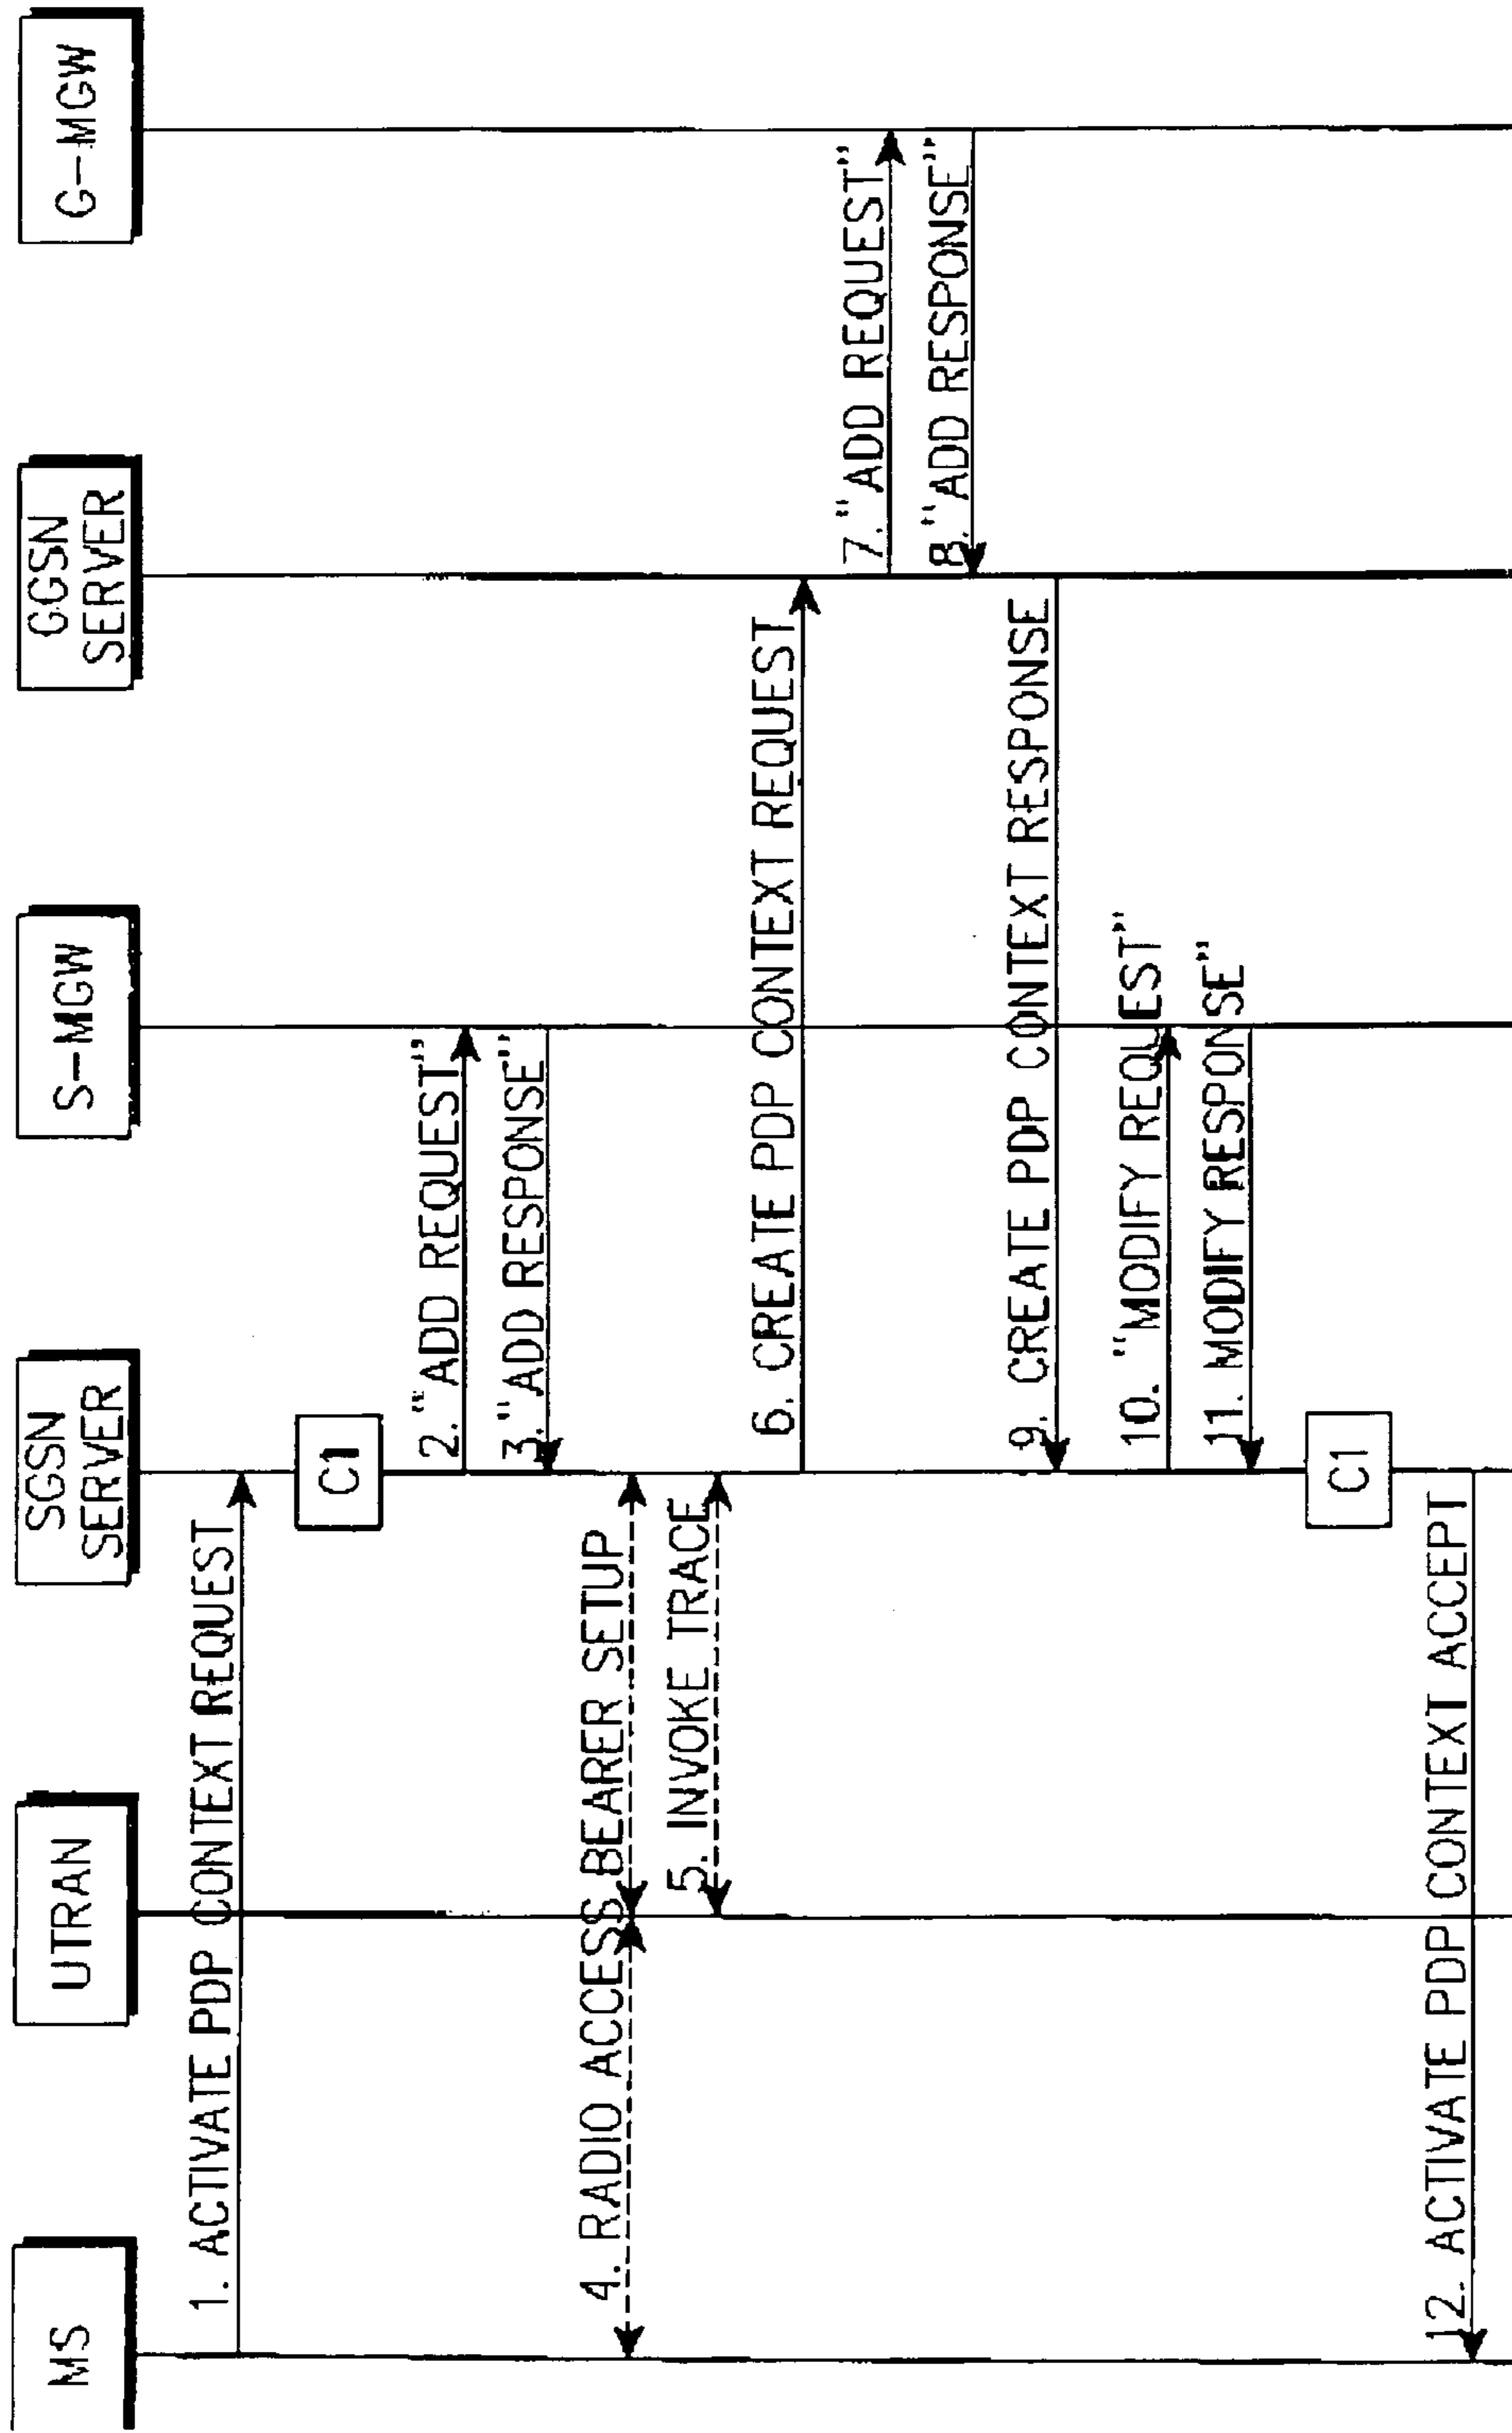 MS
UTRAN
SGSN
SERVER
S-MGW
GGSN
SERVER
G-MGW
1. ACTIVATE PDP CONTEXT REQUEST
C1
2."ADD REQUEST"
3."ADD RESPONSE"
4. RADIO ACCESS BEARER SETUP
5. INVOKE TRACE
6. CREATE PDP CONTEXT REQUEST
7."ADD REQUEST"
8."ADD RESPONSE"
9. CREATE PDP CONTEXT RESPONSE
10."MODIFY REQUEST"
11. MODIFY RESPONSE"
C1
12. ACTIVATE PDP CONTEXT ACCEPT